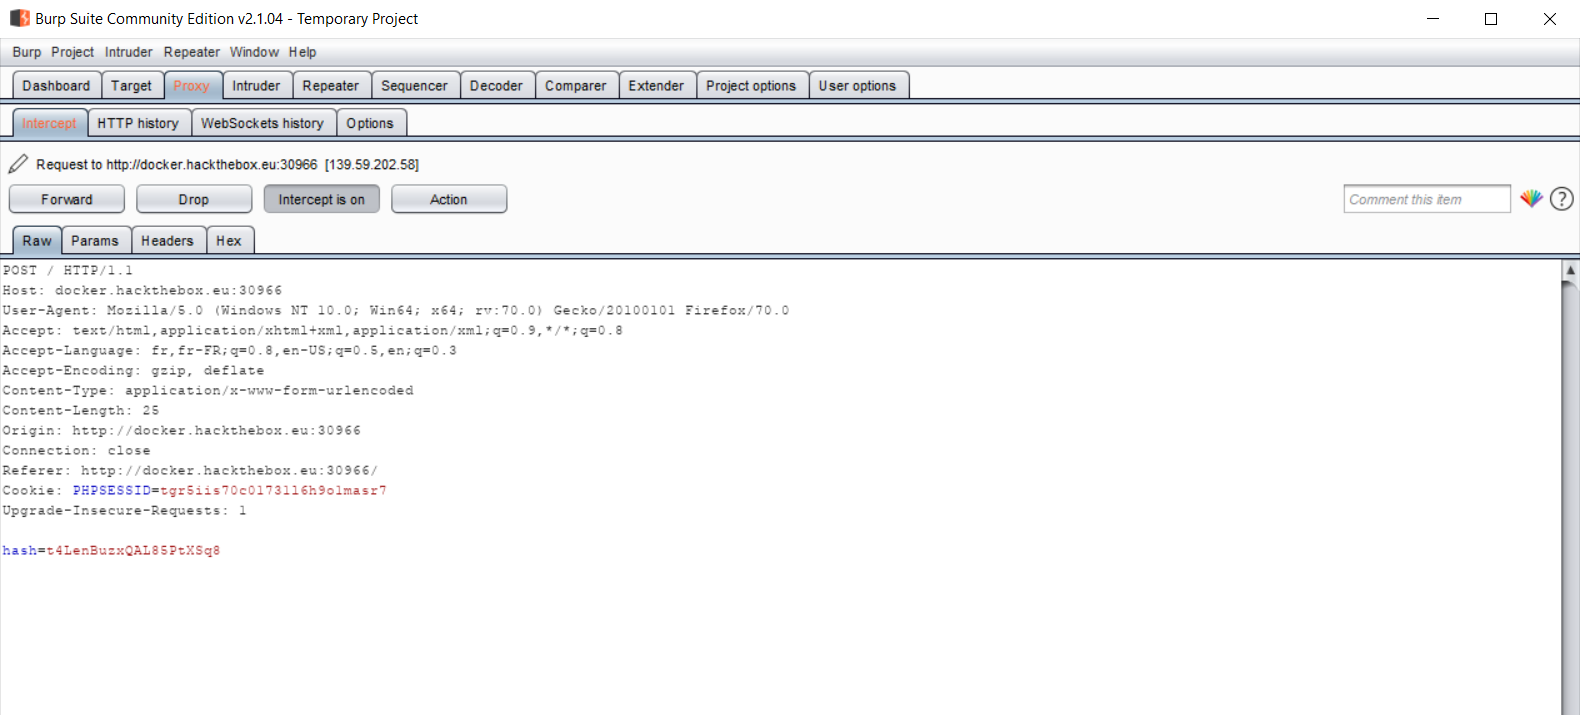 Burp Suite Community Edition v2.1.04 - Temporary Project
Burp Project Intruder Repeater Window Help
Dashboard Target Proxy Intruder Repeater Sequencer Decoder Comparer Extender Project options User options
Intercept HTTP history WebSockets history Options
Request to http://docker.hackthebox.eu:30966 [139.59.202.58]
Forward Drop Intercept is on Action Comment this item ?
Raw Params Headers Hex
POST / HTTP/1.1
Host: docker.hackthebox.eu:30966
User-Agent: Mozilla/5.0 (Windows NT 10.0; Win64; x64; rv:70.0) Gecko/20100101 Firefox/70.0
Accept: text/html,application/xhtml+xml,application/xml;q=0.9,*/*;q=0.8
Accept-Language: fr,fr-FR;q=0.8,en-US;q=0.5,en;q=0.3
Accept-Encoding: gzip, deflate
Content-Type: application/x-www-form-urlencoded
Content-Length: 25
Origin: http://docker.hackthebox.eu:30966
Connection: close
Referer: http://docker.hackthebox.eu:30966/
Cookie: PHPSESSID=tgr5iis70c0173116h9olmasr7
Upgrade-Insecure-Requests: 1
hash=t4LenBuzxQAL85PtXSq8